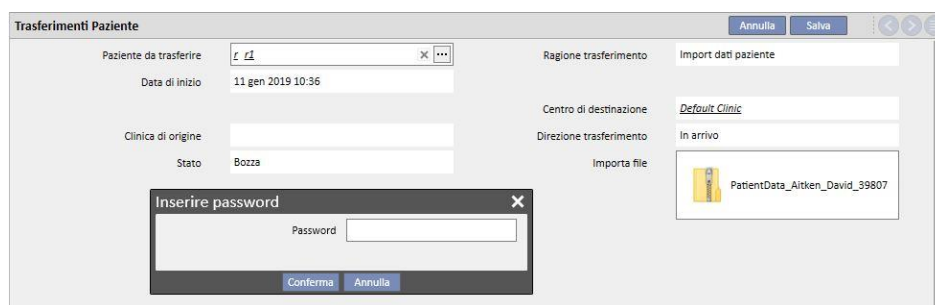 Trasferimenti Paziente
Annulla Salva
Paziente da trasferire r r1
Ragione trasferimento Import dati paziente
Data di inizio 11 gen 2019 10:36
Centro di destinazione Default Clinic
Clinica di origine
Direzione trasferimento In arrivo
Stato Bozza
Importa file PatientData_Aitken_David_39807
Inserire password
Password
Conferma Annulla